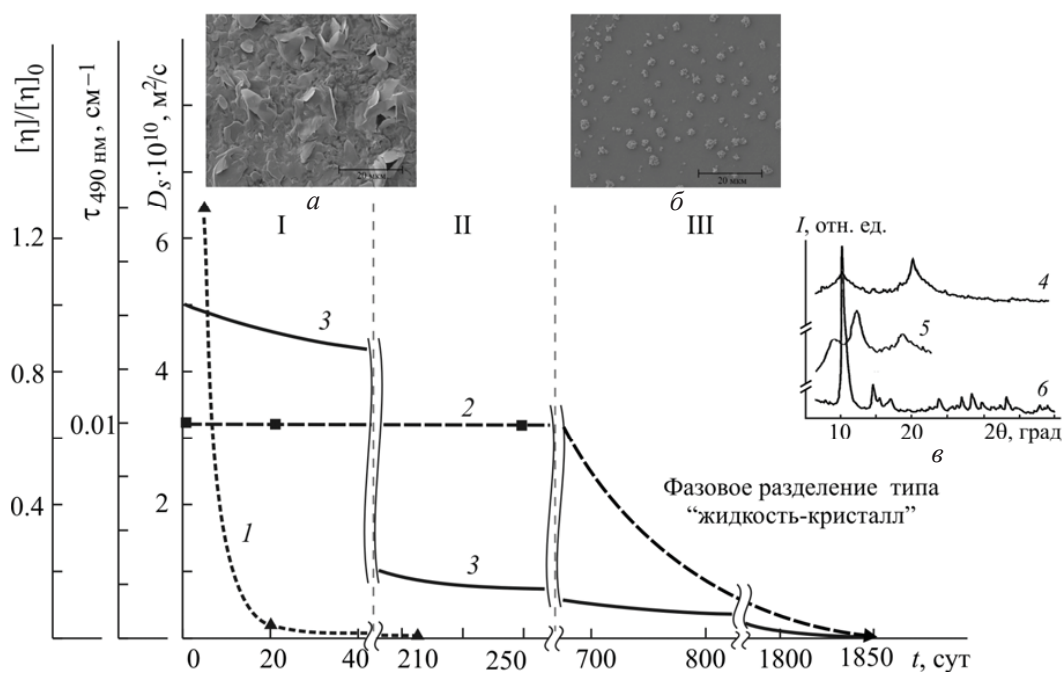 [η]/[η]₀
τ₄₉₀ ₙₘ, см⁻¹
Dₛ·10¹⁰, м²/с
20 мкм
20 мкм
а
б
I
II
III
1.2
0.8
0.4
0.01
6
4
2
3
2
1
3
3
I, отн. ед.
4
5
6
10 20 2θ, град
в
Фазовое разделение типа
“жидкость-кристалл”
0 20 40 210 250 700 800 1800 1850 t, сут